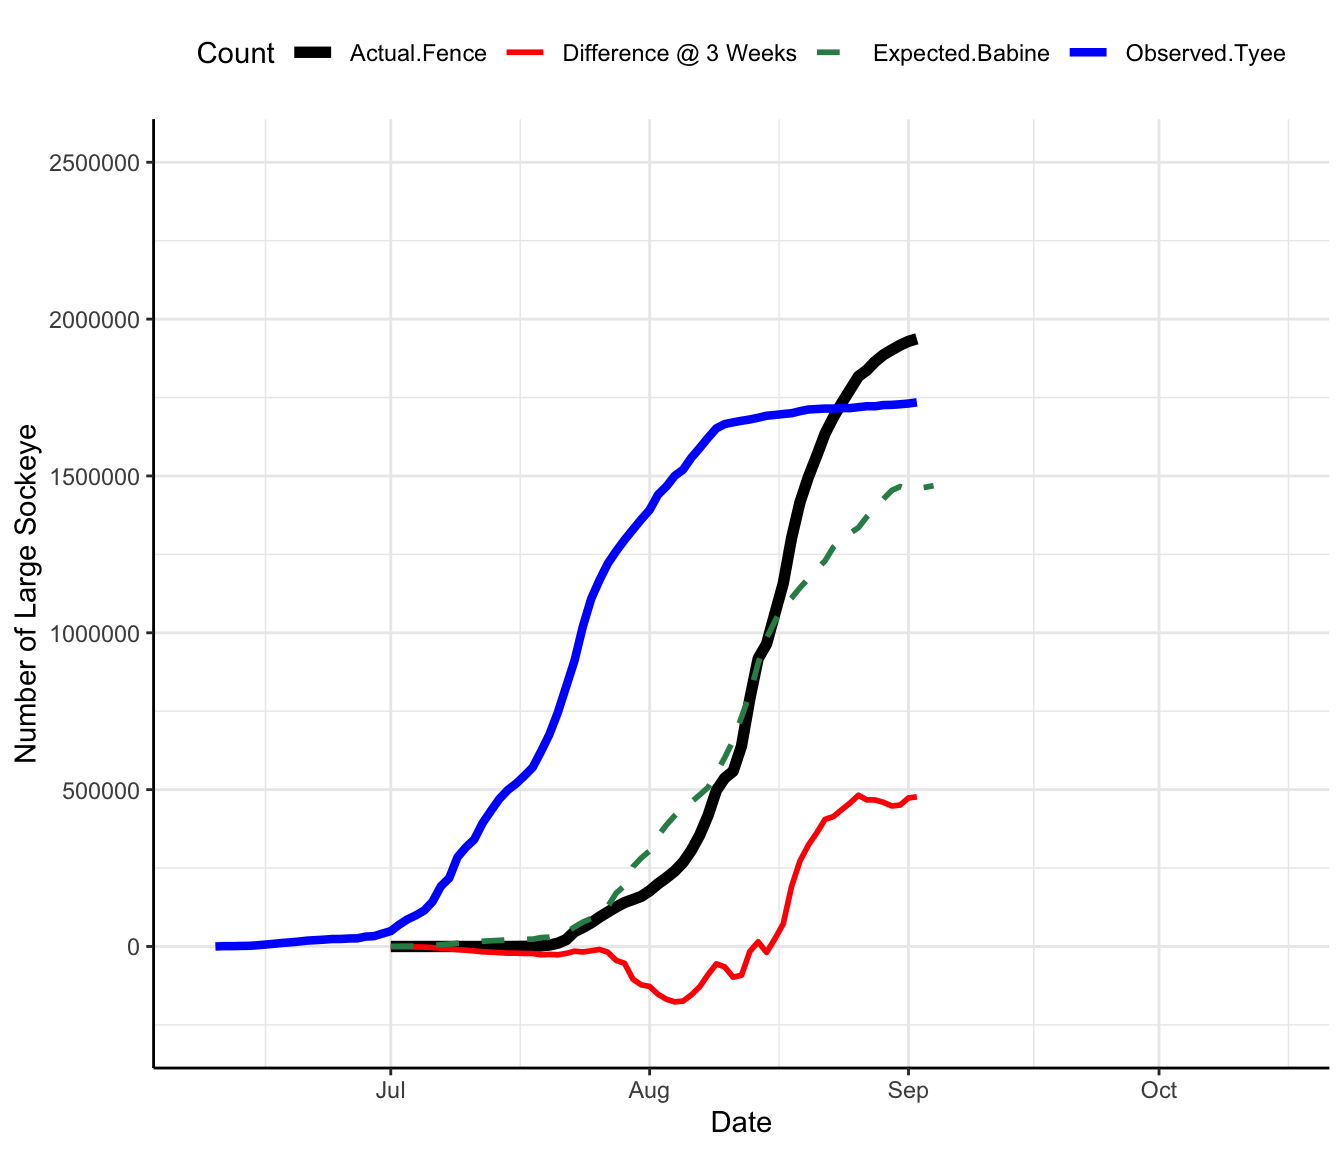 Count Actual.Fence Difference @ 3 Weeks Expected.Babine Observed.Tyee
Number of Large Sockeye
2500000
2000000
1500000
1000000
500000
0
Jul Aug Sep Oct
Date